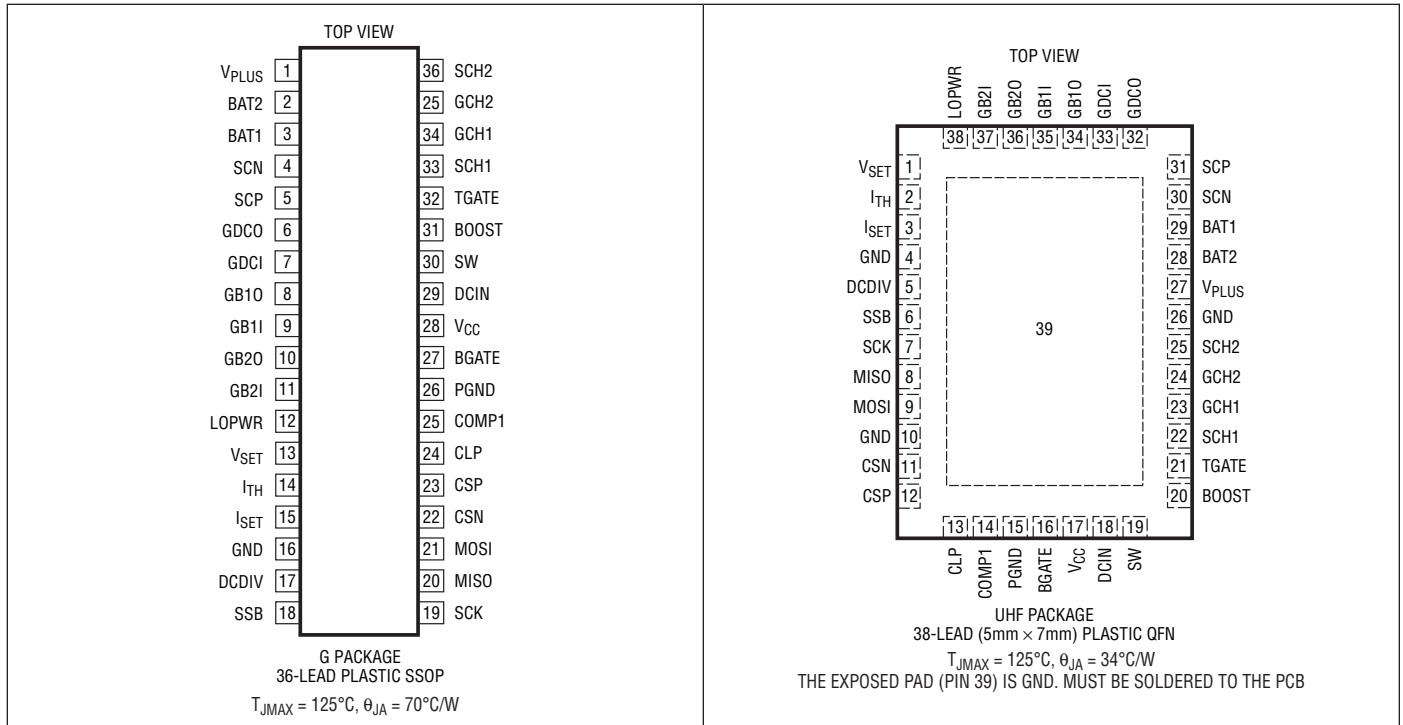 TOP VIEW
VPLUS 1
BAT2 2
BAT1 3
SCN 4
SCP 5
GDCO 6
GDCI 7
GB1O 8
GB1I 9
GB2O 10
GB2I 11
LOPWR 12
VSET 13
ITH 14
ISET 15
GND 16
DCDIV 17
SSB 18
36 SCH2
25 GCH2
34 GCH1
33 SCH1
32 TGATE
31 BOOST
30 SW
29 DCIN
28 VCC
27 BGATE
26 PGND
25 COMP1
24 CLP
23 CSP
22 CSN
21 MOSI
20 MISO
19 SCK
G PACKAGE
36-LEAD PLASTIC SSOP
TJMAX = 125°C, θJA = 70°C/W
TOP VIEW
LOPWR GB2I GB2O GB1I GB1O GDCI GDCO
38 37 36 35 34 33 32
VSET 1
ITH 2
ISET 3
GND 4
DCDIV 5
SSB 6
SCK 7
MISO 8
MOSI 9
GND 10
CSN 11
CSP 12
39
31 SCP
30 SCN
29 BAT1
28 BAT2
27 VPLUS
26 GND
25 SCH2
24 GCH2
23 GCH1
22 SCH1
21 TGATE
20 BOOST
13 14 15 16 17 18 19
CLP COMP1 PGND BGATE VCC DCIN SW
UHF PACKAGE
38-LEAD (5mm × 7mm) PLASTIC QFN
TJMAX = 125°C, θJA = 34°C/W
THE EXPOSED PAD (PIN 39) IS GND. MUST BE SOLDERED TO THE PCB